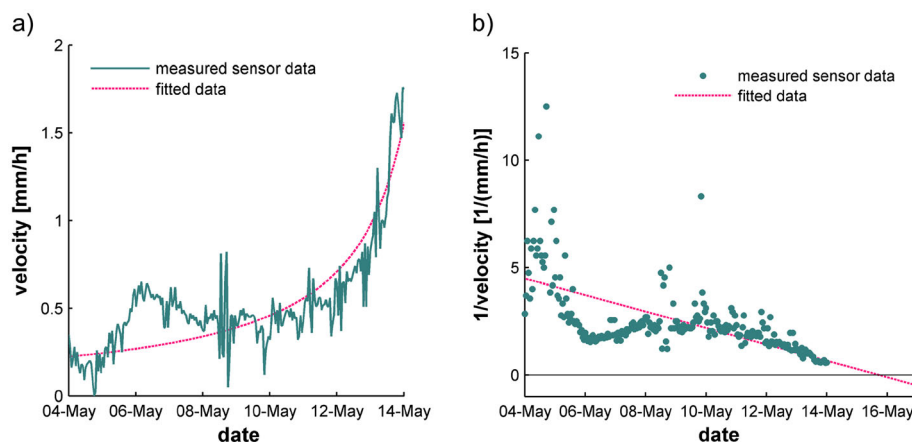 a)
2
measured sensor data
fitted data
1.5
1
0.5
0
velocity [mm/h]
04-May 06-May 08-May 10-May 12-May 14-May
date
b)
15
measured sensor data
fitted data
10
5
0
1/velocity [1/(mm/h)]
04-May 06-May 08-May 10-May 12-May 14-May 16-May
date